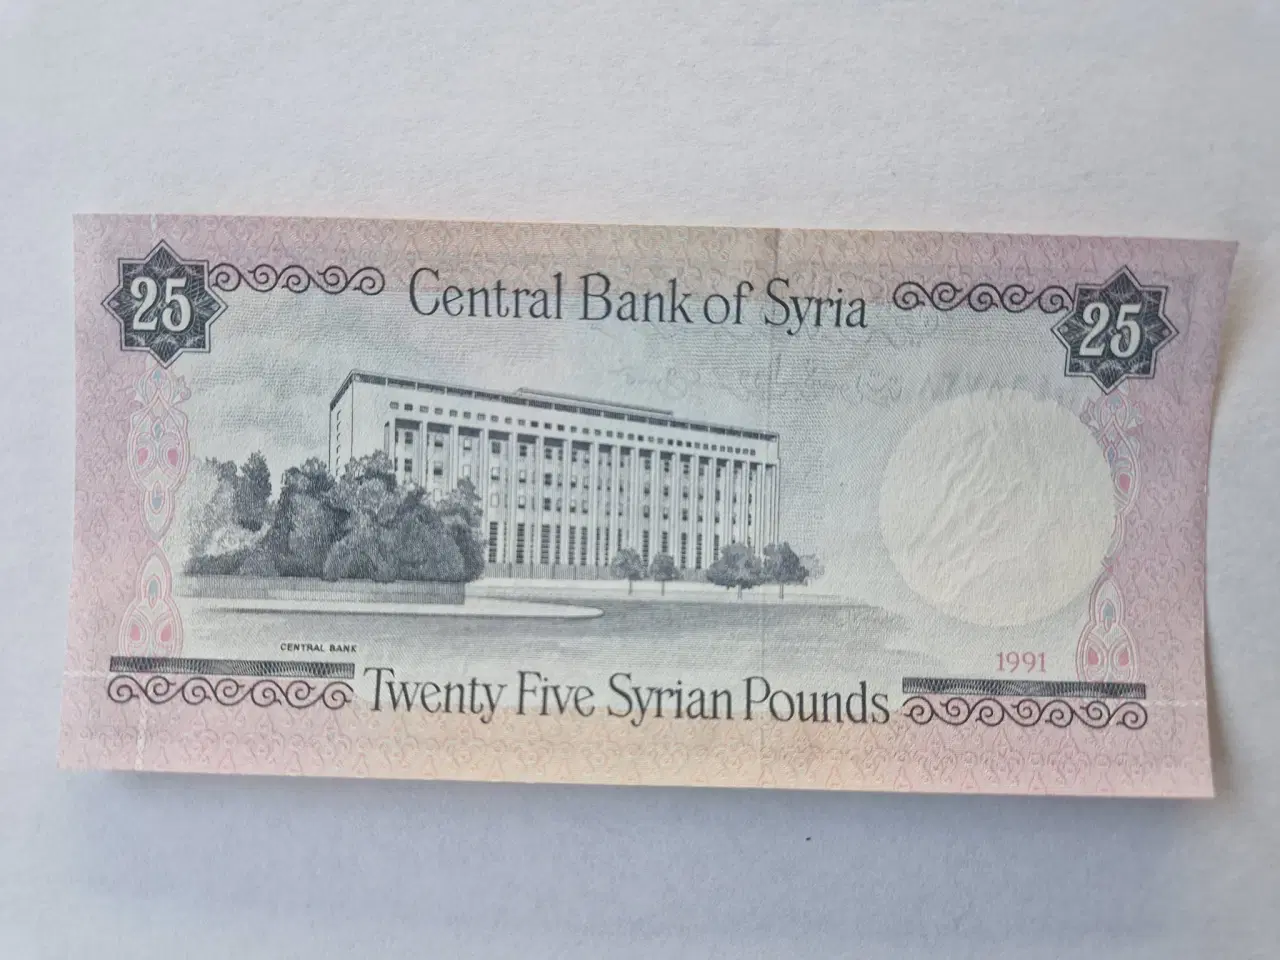 25 Central Bank of Syria 25
CENTRAL BANK
1991
Twenty Five Syrian Pounds